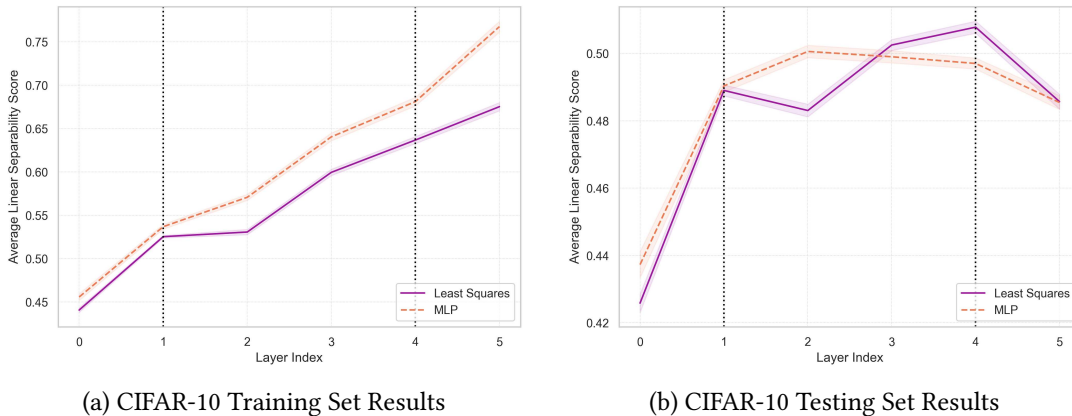 Average Linear Separability Score
0.75
0.70
0.65
0.60
0.55
0.50
0.45
Least Squares
MLP
0 1 2 3 4 5
Layer Index
(a) CIFAR-10 Training Set Results
Average Linear Separability Score
0.50
0.48
0.46
0.44
0.42
Least Squares
MLP
0 1 2 3 4 5
Layer Index
(b) CIFAR-10 Testing Set Results